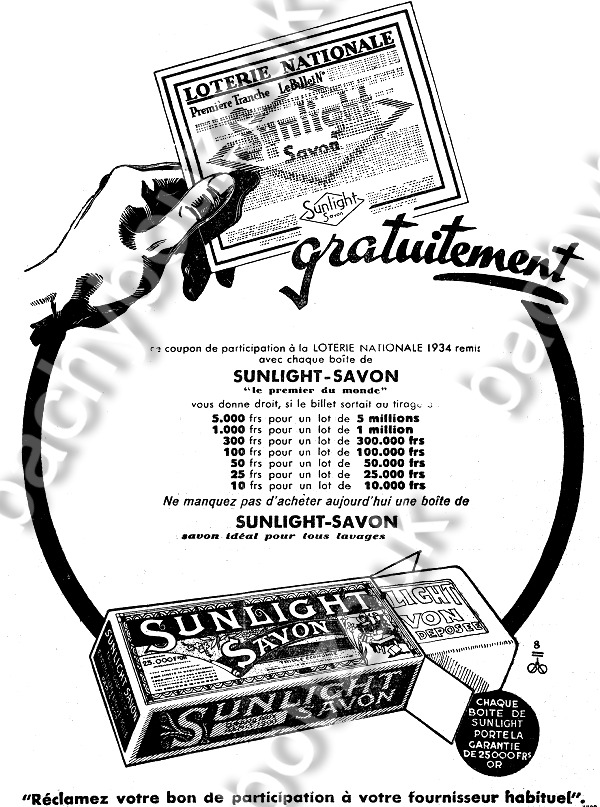 LOTERIE NATIONALE
Première Tranche Le Billet N°
Sunlight
Savon
Sunlight
Savon
gratuitement
coupon de participation à la LOTERIE NATIONALE 1934 remis
avec chaque boîte de
SUNLIGHT-SAVON
"le premier du monde"
vous donne droit, si le billet sortait au tirage
5.000 frs pour un lot de 5 millions
1.000 frs pour un lot de 1 million
300 frs pour un lot de 300.000 frs
100 frs pour un lot de 100.000 frs
50 frs pour un lot de 50.000 frs
25 frs pour un lot de 25.000 frs
10 frs pour un lot de 10.000 frs
Ne manquez pas d'acheter aujourd'hui une boîte de
SUNLIGHT-SAVON
savon idéal pour tous lavages
SUNLIGHT
SAVON
25.000 FRS
SUNLIGHT
SAVON
LIGHT
VON
DEPOSÉE
8
CHAQUE
BOITE DE
SUNLIGHT
PORTE LA
GARANTIE
DE 25000 FRS
OR
"Réclamez votre bon de participation à votre fournisseur habituel".